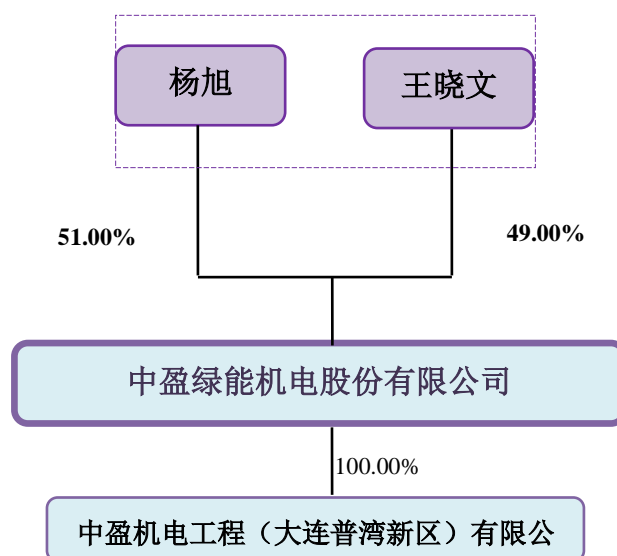 杨旭
王晓文
51.00%
49.00%
中盈绿能机电股份有限公司
100.00%
中盈机电工程（大连普湾新区）有限公